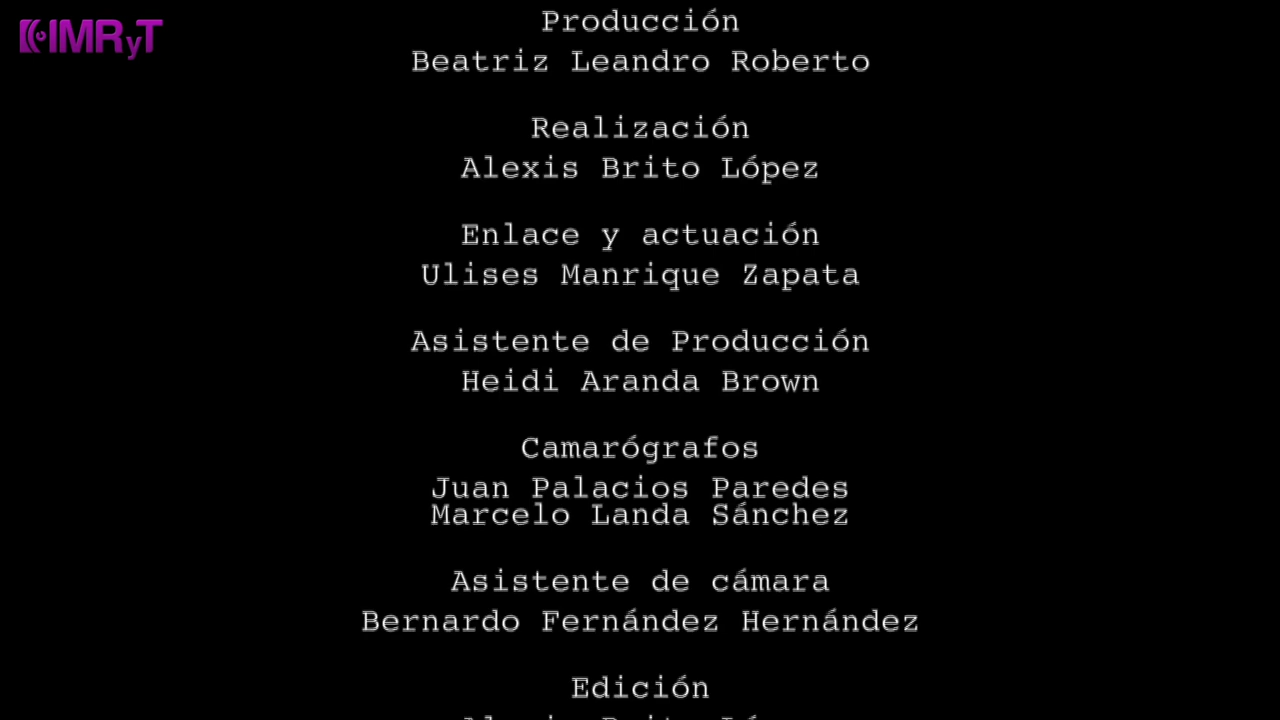 IMRyT
Producción
Beatriz Leandro Roberto
Realización
Alexis Brito López
Enlace y actuación
Ulises Manrique Zapata
Asistente de Producción
Heidi Aranda Brown
Camarógrafos
Juan Palacios Paredes
Marcelo Landa Sánchez
Asistente de cámara
Bernardo Fernández Hernández
Edición